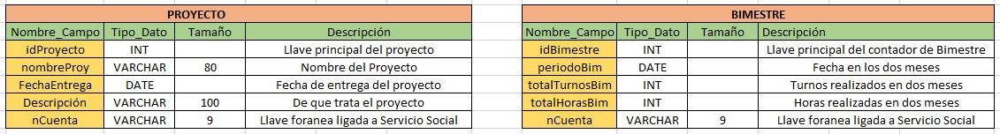 PROYECTO
Nombre_Campo Tipo_Dato Tamaño Descripción
idProyecto INT Llave principal del proyecto
nombreProy VARCHAR 80 Nombre del Proyecto
FechaEntrega DATE Fecha de entrega del proyecto
Descripción VARCHAR 100 De que trata el proyecto
nCuenta VARCHAR 9 Llave foranea ligada a Servicio Social
BIMESTRE
Nombre_Campo Tipo_Dato Tamaño Descripción
idBimestre INT Llave principal del contador de Bimestre
periodoBim DATE Fecha en los dos meses
totalTurnosBim INT Turnos realizados en dos meses
totalHorasBim INT Horas realizadas en dos meses
nCuenta VARCHAR 9 Llave foranea ligada a Servicio Social